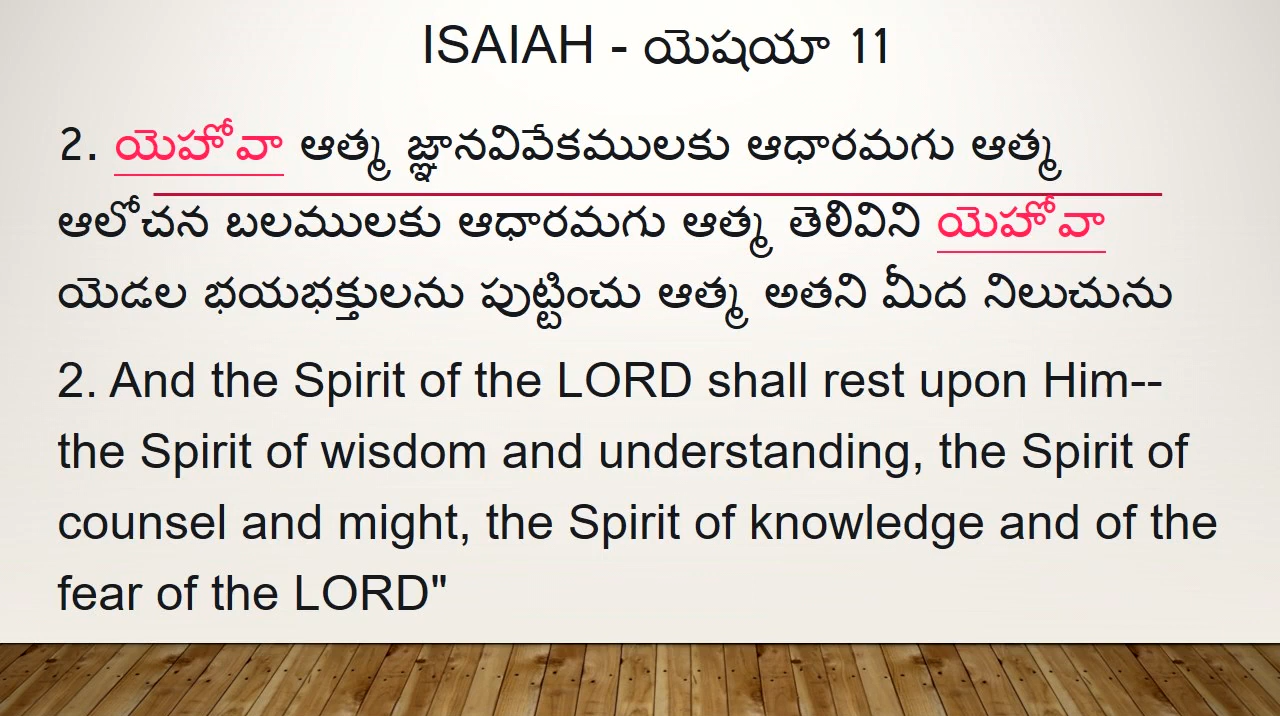 ISAIAH - యెషయా 11
2. యెహోవా ఆత్మ జ్ఞానవివేకములకు ఆధారమగు ఆత్మ
ఆలోచన బలములకు ఆధారమగు ఆత్మ తెలివిని యెహోవా
యెడల భయభక్తులను పుట్టించు ఆత్మ అతని మీద నిలుచును
2. And the Spirit of the LORD shall rest upon Him--
the Spirit of wisdom and understanding, the Spirit of
counsel and might, the Spirit of knowledge and of the
fear of the LORD"